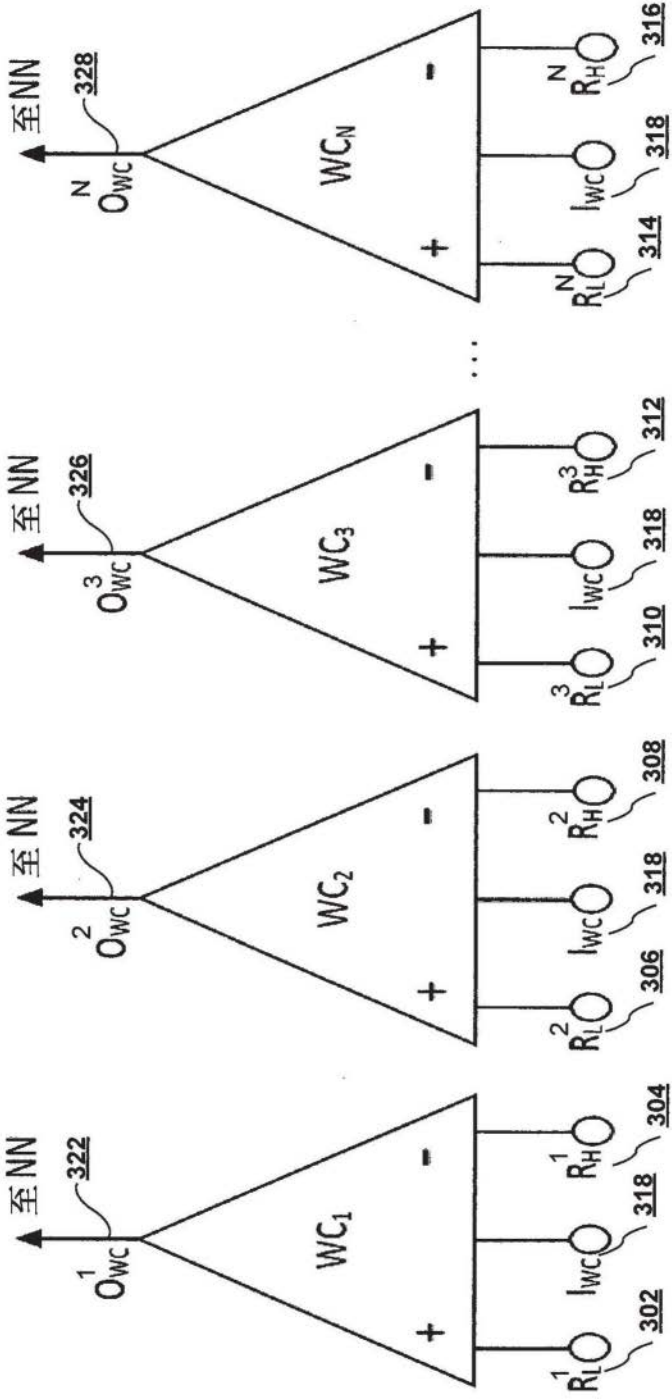 至NN 至NN 至NN 至NN
O¹WC 322 O²WC 324 O³WC 326 OᴺWC 328
WC₁ WC₂ WC₃ WCN
+ - + - + - ... + -
R¹L IWC R¹H R²L IWC R²H R³L IWC R³H RᴺL IWC RᴺH
302 318 304 306 318 308 310 318 312 314 318 316